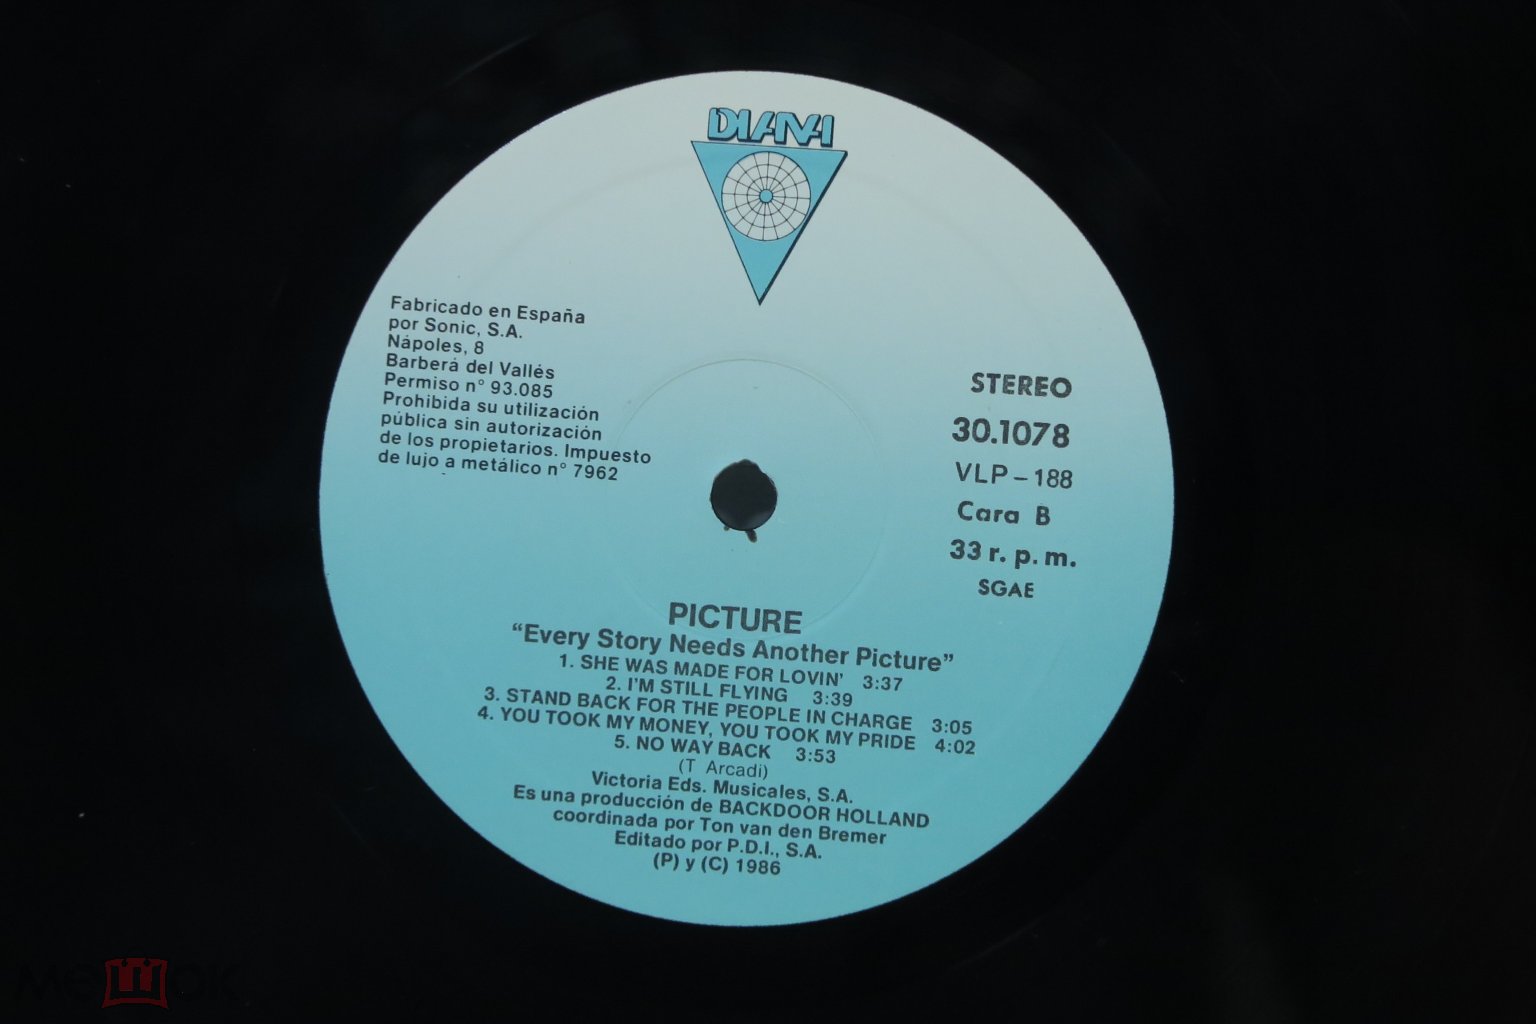 DIANA
Fabricado en España
por Sonic, S.A.
Nápoles, 8
Barberá del Vallés
Permiso n° 93.085
Prohibida su utilización
pública sin autorización
de los propietarios. Impuesto
de lujo a metálico n° 7962
STEREO
30.1078
VLP-188
Cara B
33 r. p. m.
SGAE
PICTURE
“Every Story Needs Another Picture”
1. SHE WAS MADE FOR LOVIN’ 3:37
2. I’M STILL FLYING 3:39
3. STAND BACK FOR THE PEOPLE IN CHARGE 3:05
4. YOU TOOK MY MONEY, YOU TOOK MY PRIDE 4:02
5. NO WAY BACK 3:53
(T Arcadi)
Victoria Eds. Musicales, S.A.
Es una producción de BACKDOOR HOLLAND
coordinada por Ton van den Bremer
Editado por P.D.I., S.A.
(P) y (C) 1986
мешок